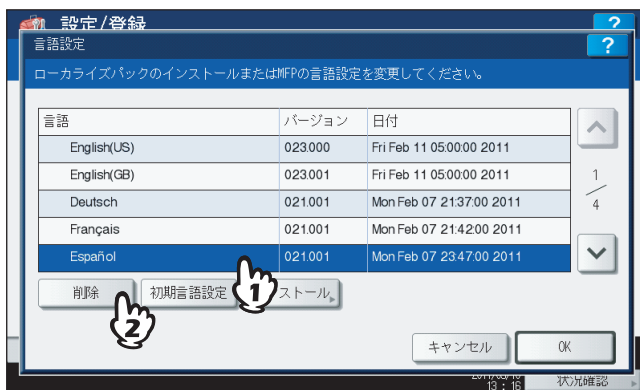 設定/登録 ?
言語設定 ?
ローカライズパックのインストールまたはMFPの言語設定を変更してください。
言語 バージョン 日付
English(US) 023.000 Fri Feb 11 05:00:00 2011
English(GB) 023.001 Fri Feb 11 05:00:00 2011
Deutsch 021.001 Mon Feb 07 21:37:00 2011
Français 021.001 Mon Feb 07 21:42:00 2011
Español 021.001 Mon Feb 07 23:47:00 2011
1/4
削除 初期言語設定 ストール
1
2
キャンセル OK
13 : 16 状況確認